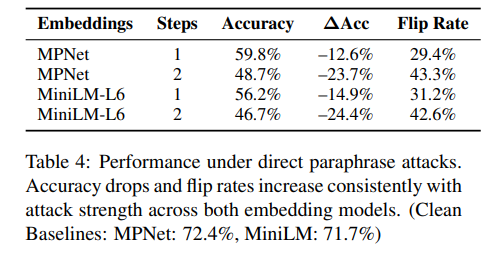 Embeddings Steps Accuracy ΔAcc Flip Rate
MPNet 1 59.8% –12.6% 29.4%
MPNet 2 48.7% –23.7% 43.3%
MiniLM-L6 1 56.2% –14.9% 31.2%
MiniLM-L6 2 46.7% –24.4% 42.6%
Table 4: Performance under direct paraphrase attacks.
Accuracy drops and flip rates increase consistently with
attack strength across both embedding models. (Clean
Baselines: MPNet: 72.4%, MiniLM: 71.7%)